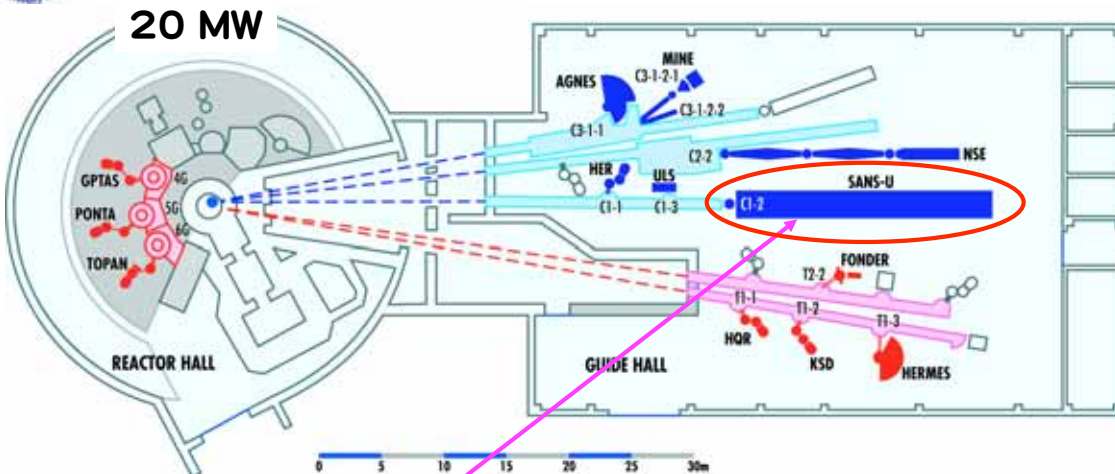 20 MW
MINE
C3-1-2-1
AGNES
C3-1-2-2
C3-1-1
C2-2
NSE
HER
ULS
SANS-U
C1-1
C1-3
C1-2
GPTAS
4G
5G
PONTA
6G
TOPAN
FONDER
T2-2
T1-1
T1-2
T1-3
HQR
KSD
HERMES
REACTOR HALL
GUIDE HALL
0 5 10 15 20 25 30m